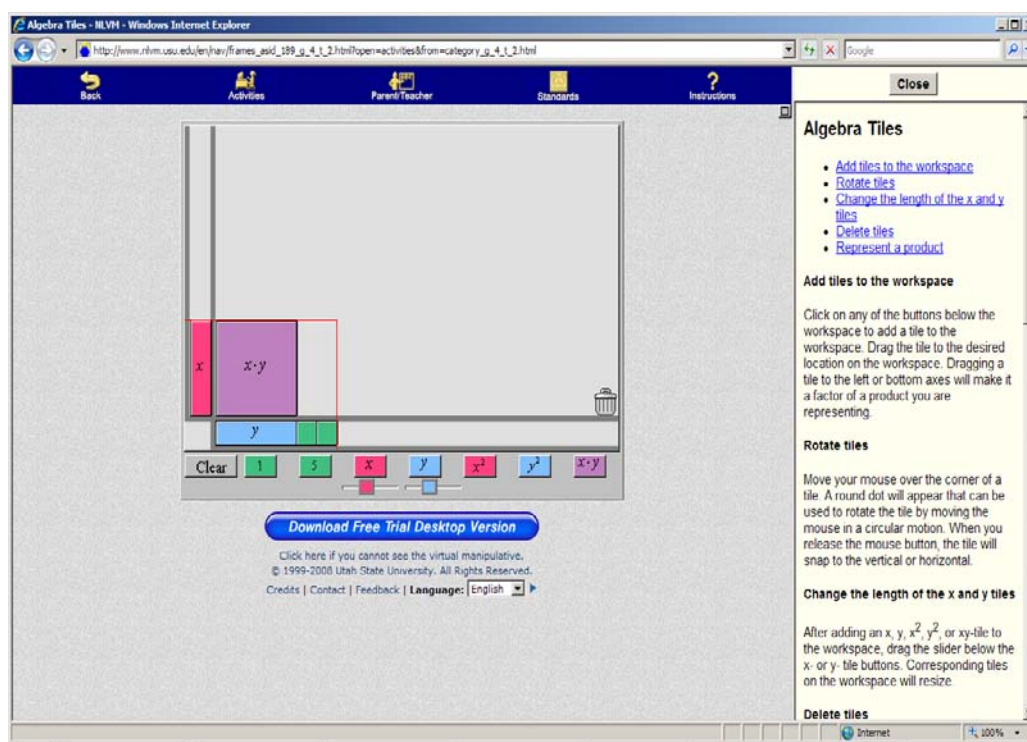 Algebra Tiles - NLVM - Windows Internet Explorer
http://www.nlvm.usu.edu/en/nav/frames_asid_189_g_4_t_2.html?open=activities&from=category_g_4_t_2.html
Google
Back
Activities
Parent/Teacher
Standards
Instructions
Close
x
x·y
y
Clear
1
5
x
y
x²
y²
x·y
Download Free Trial Desktop Version
Click here if you cannot see the virtual manipulative.
© 1999-2008 Utah State University. All Rights Reserved.
Credits | Contact | Feedback | Language: English
Algebra Tiles
• Add tiles to the workspace
• Rotate tiles
• Change the length of the x and y
tiles
• Delete tiles
• Represent a product
Add tiles to the workspace
Click on any of the buttons below the
workspace to add a tile to the
workspace. Drag the tile to the desired
location on the workspace. Dragging a
tile to the left or bottom axes will make it
a factor of a product you are
representing.
Rotate tiles
Move your mouse over the corner of a
tile. A round dot will appear that can be
used to rotate the tile by moving the
mouse in a circular motion. When you
release the mouse button, the tile will
snap to the vertical or horizontal.
Change the length of the x and y tiles
After adding an x, y, x², y², or xy-tile to
the workspace, drag the slider below the
x- or y- tile buttons. Corresponding tiles
on the workspace will resize
Delete tiles
Internet
100%